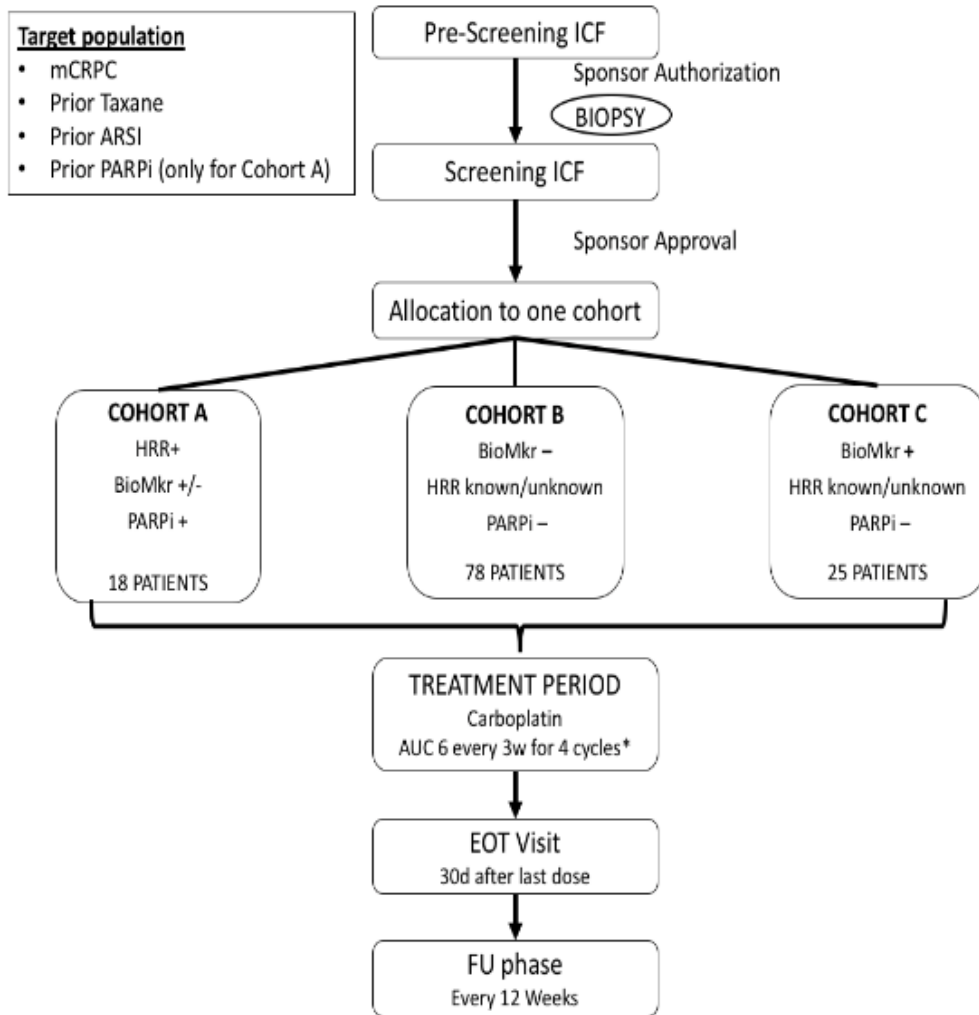 Target population
• mCRPC
• Prior Taxane
• Prior ARSI
• Prior PARPi (only for Cohort A)
Pre-Screening ICF
Sponsor Authorization
BIOPSY
Screening ICF
Sponsor Approval
Allocation to one cohort
COHORT A
HRR+
BioMkr +/-
PARPi +
18 PATIENTS
COHORT B
BioMkr –
HRR known/unknown
PARPi –
78 PATIENTS
COHORT C
BioMkr +
HRR known/unknown
PARPi –
25 PATIENTS
TREATMENT PERIOD
Carboplatin
AUC 6 every 3w for 4 cycles*
EOT Visit
30d after last dose
FU phase
Every 12 Weeks